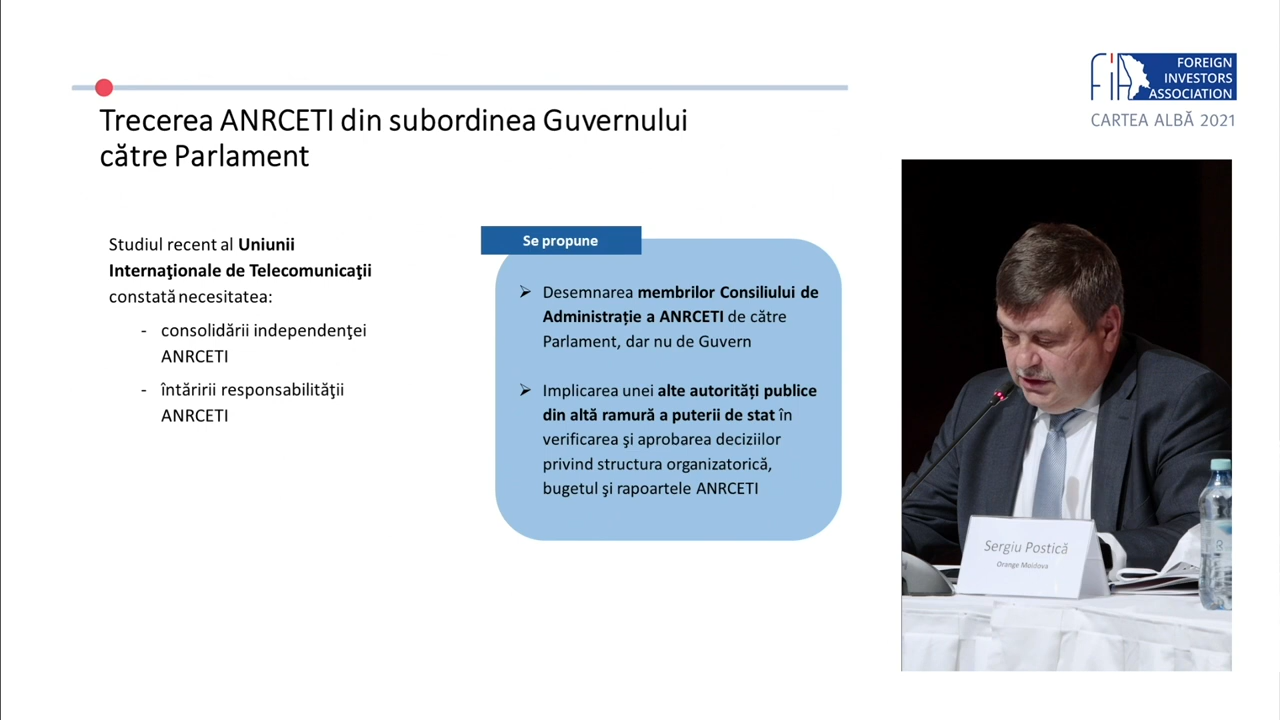 FiA
FOREIGN
INVESTORS
ASSOCIATION
CARTEA ALBĂ 2021
Trecerea ANRCETI din subordinea Guvernului
către Parlament
Studiul recent al Uniunii
Internaţionale de Telecomunicaţii
constată necesitatea:
- consolidării independenţei
ANRCETI
- întăririi responsabilităţii
ANRCETI
Se propune
➢ Desemnarea membrilor Consiliului de
Administrație a ANRCETI de către
Parlament, dar nu de Guvern
➢ Implicarea unei alte autorități publice
din altă ramură a puterii de stat în
verificarea şi aprobarea deciziilor
privind structura organizatorică,
bugetul şi rapoartele ANRCETI
Sergiu Postică
Orange Moldova